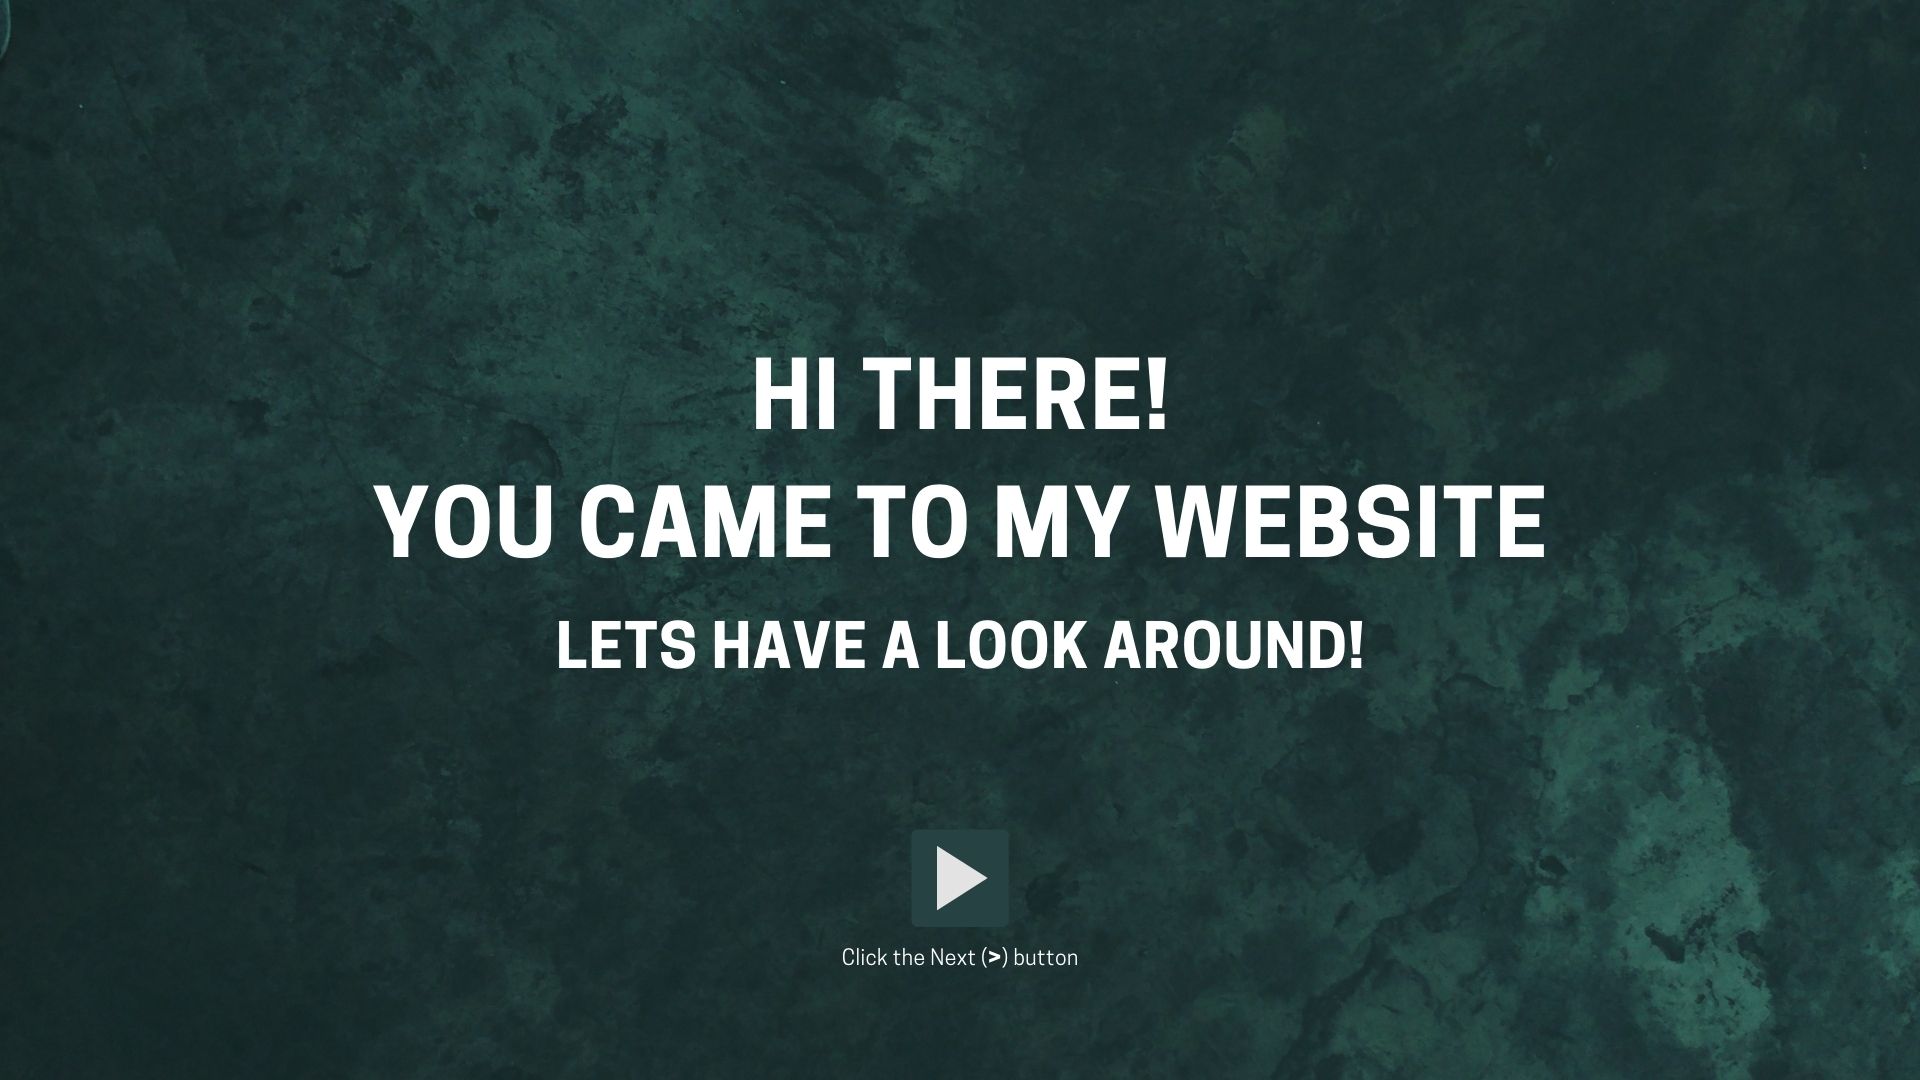 HI THERE!
YOU CAME TO MY WEBSITE
LETS HAVE A LOOK AROUND!
Click the Next (>) button